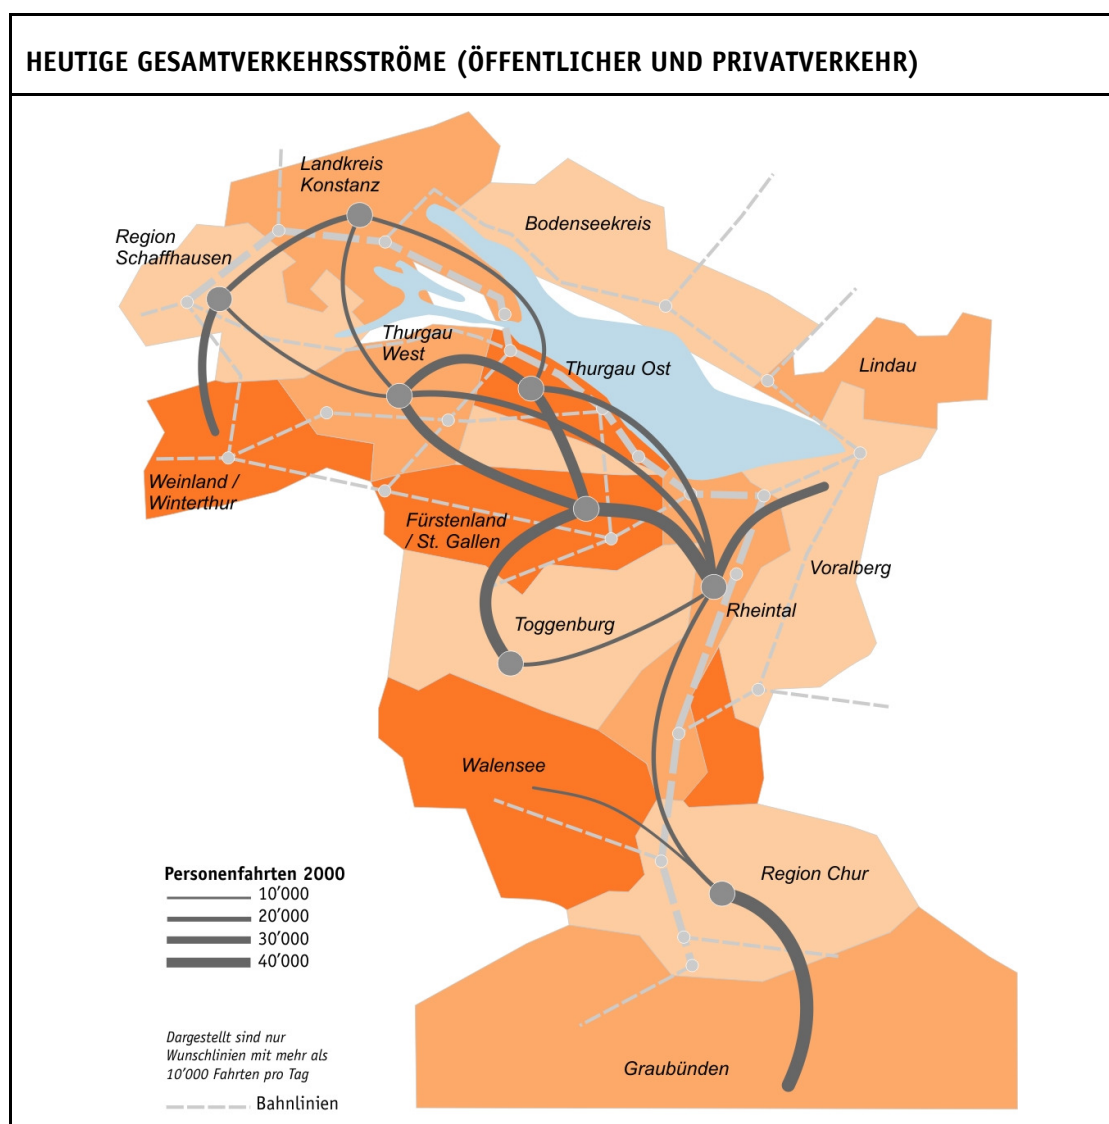 HEUTIGE GESAMTVERKEHRSSTRÖME (ÖFFENTLICHER UND PRIVATVERKEHR)
Landkreis
Konstanz
Region
Schaffhausen
Bodenseekreis
Thurgau
West
Thurgau Ost
Lindau
Weinland /
Winterthur
Fürstenland
/ St. Gallen
Voralberg
Rheintal
Toggenburg
Walensee
Region Chur
Graubünden
Personenfahrten 2000
10'000
20'000
30'000
40'000
Dargestellt sind nur
Wunschlinien mit mehr als
10'000 Fahrten pro Tag
Bahnlinien